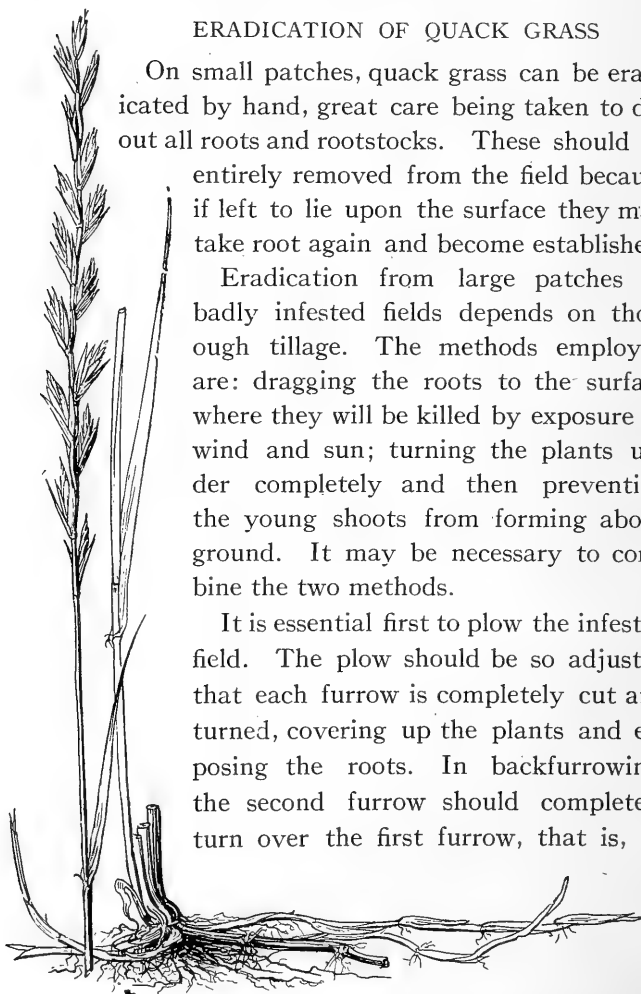 ERADICATION OF QUACK GRASS
On small patches, quack grass can be era
icated by hand, great care being taken to d
out all roots and rootstocks. These should
entirely removed from the field becau
if left to lie upon the surface they m
take root again and become establishe
Eradication from large patches
badly infested fields depends on tho
ough tillage. The methods employ
are: dragging the roots to the surfa
where they will be killed by exposure
wind and sun; turning the plants u
der completely and then preventi
the young shoots from forming abo
ground. It may be necessary to co
bine the two methods.
It is essential first to plow the infest
field. The plow should be so adjust
that each furrow is completely cut a
turned, covering up the plants and e
posing the roots. In backfurrowin
the second furrow should complete
turn over the first furrow, that is,